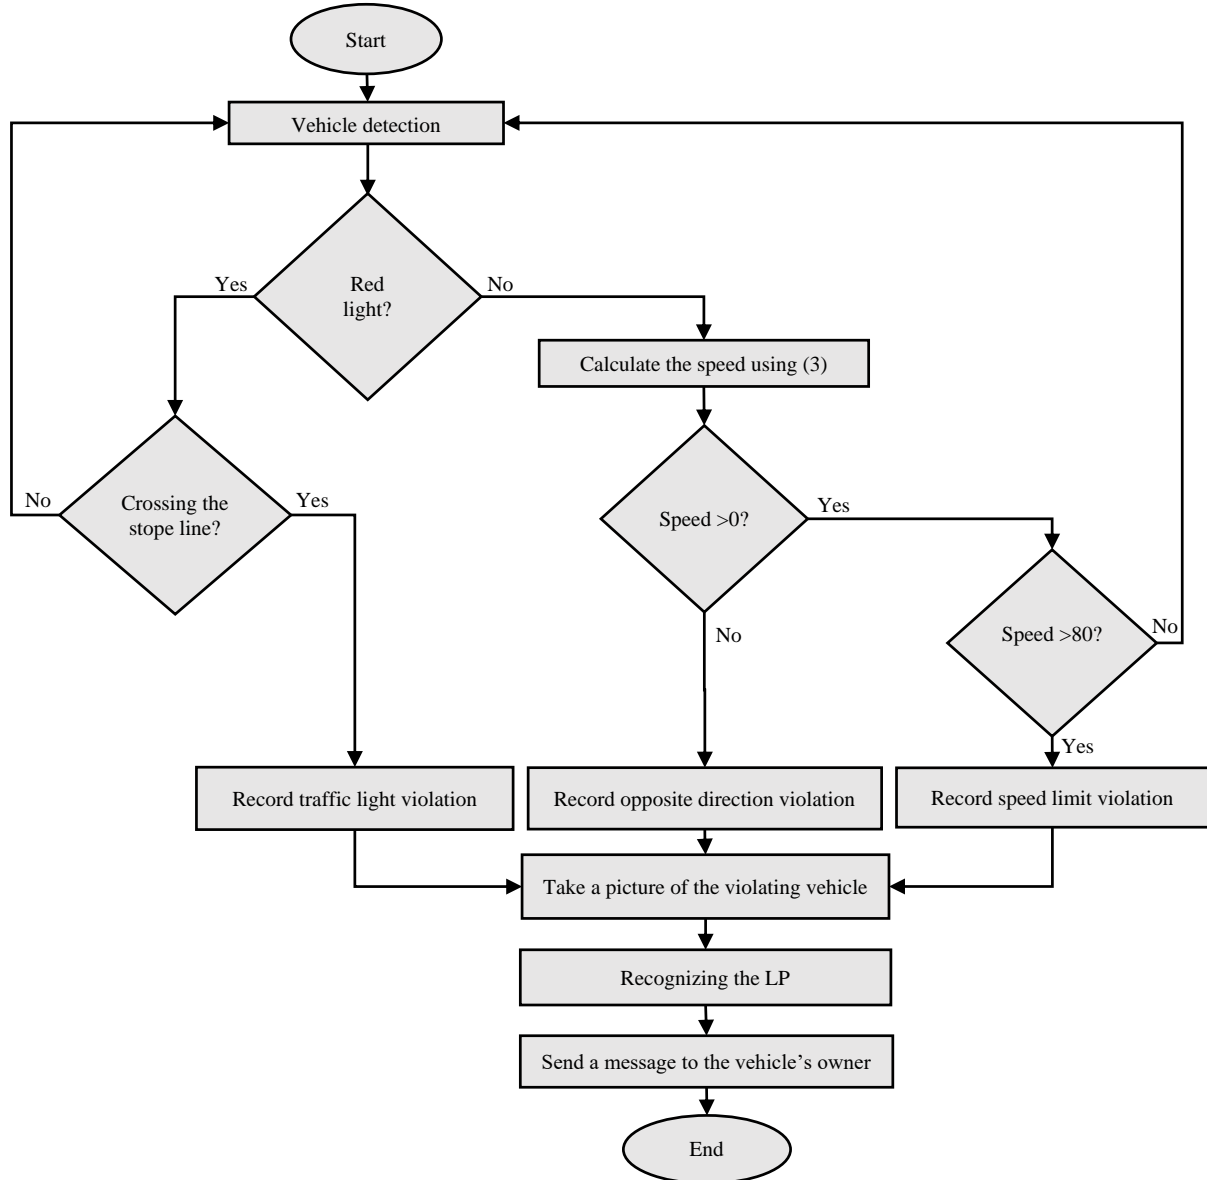 Start
Vehicle detection
Yes
Red
light?
No
Calculate the speed using (3)
No
Crossing the
stope line?
Yes
Speed >0?
Yes
No
Speed >80?
No
Yes
Record traffic light violation
Record opposite direction violation
Record speed limit violation
Take a picture of the violating vehicle
Recognizing the LP
Send a message to the vehicle’s owner
End